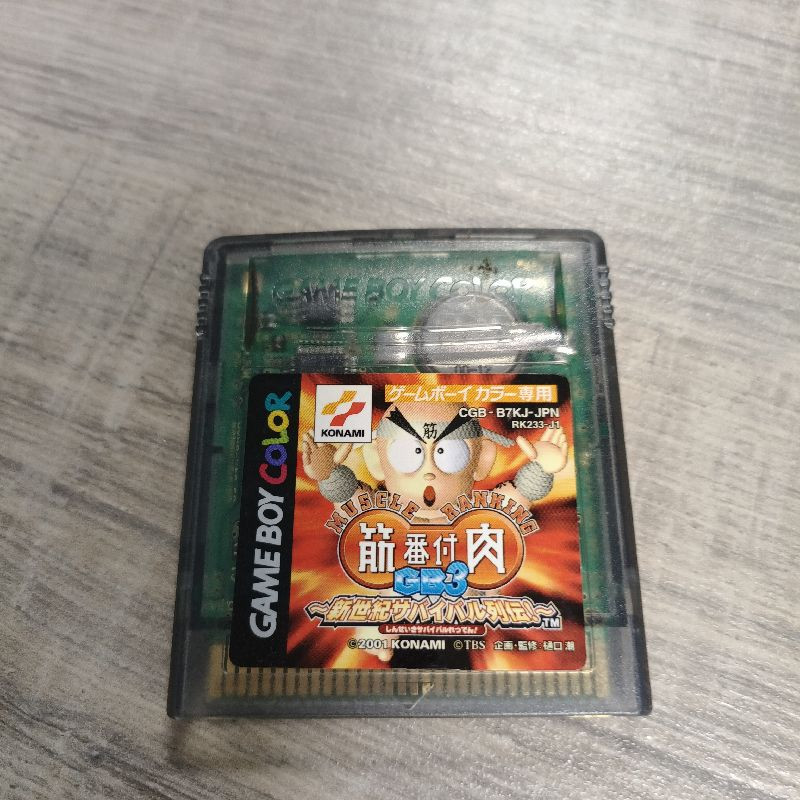 GAME BOY COLOR
GAME BOY COLOR
KONAMI
ゲームボーイ カラー専用
CGB-B7KJ-JPN
RK233-J1
筋
MUSCLE RANKING
筋肉番付
GB3
～新世紀サバイバル列伝!～
TM
しんせいきサバイバルれつでん!
©2001 KONAMI ©TBS 企画・監修 樋口 潮